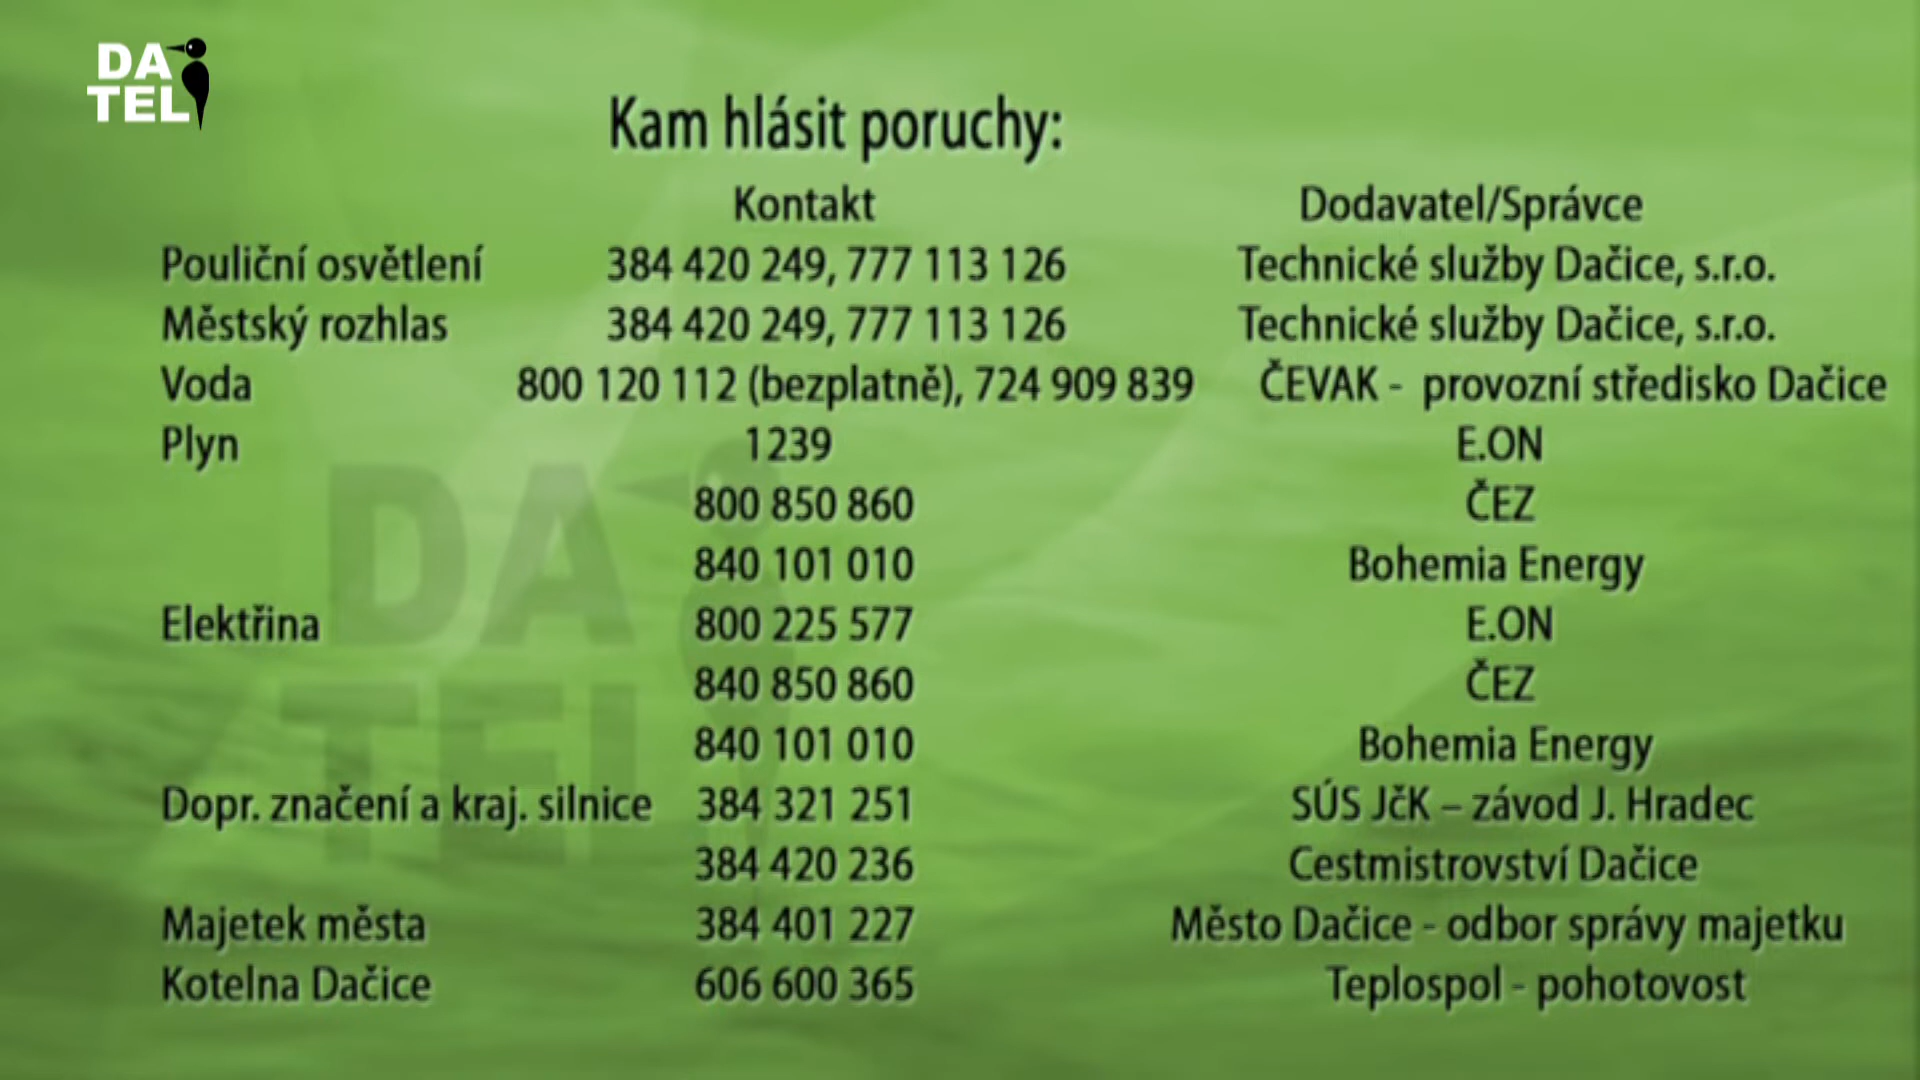 DA
TEL
Kam hlásit poruchy:
Kontakt Dodavatel/Správce
Pouliční osvětlení 384 420 249, 777 113 126 Technické služby Dačice, s.r.o.
Městský rozhlas 384 420 249, 777 113 126 Technické služby Dačice, s.r.o.
Voda 800 120 112 (bezplatně), 724 909 839 ČEVAK - provozní středisko Dačice
Plyn 1239 E.ON
800 850 860 ČEZ
840 101 010 Bohemia Energy
Elektřina 800 225 577 E.ON
840 850 860 ČEZ
840 101 010 Bohemia Energy
Dopr. značení a kraj. silnice 384 321 251 SÚS JčK – závod J. Hradec
384 420 236 Cestmistrovství Dačice
Majetek města 384 401 227 Město Dačice - odbor správy majetku
Kotelna Dačice 606 600 365 Teplospol - pohotovost
DA
TEL